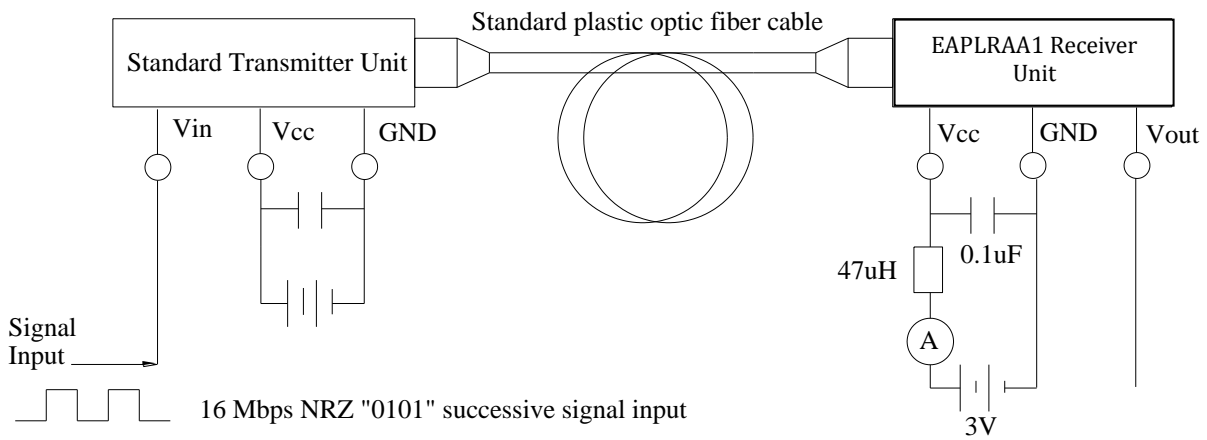 Standard plastic optic fiber cable
Standard Transmitter Unit
EAPLRAA1 Receiver
Unit
Vin
Vcc
GND
Vcc
GND
Vout
47uH
0.1uF
A
3V
Signal
Input
16 Mbps NRZ "0101" successive signal input